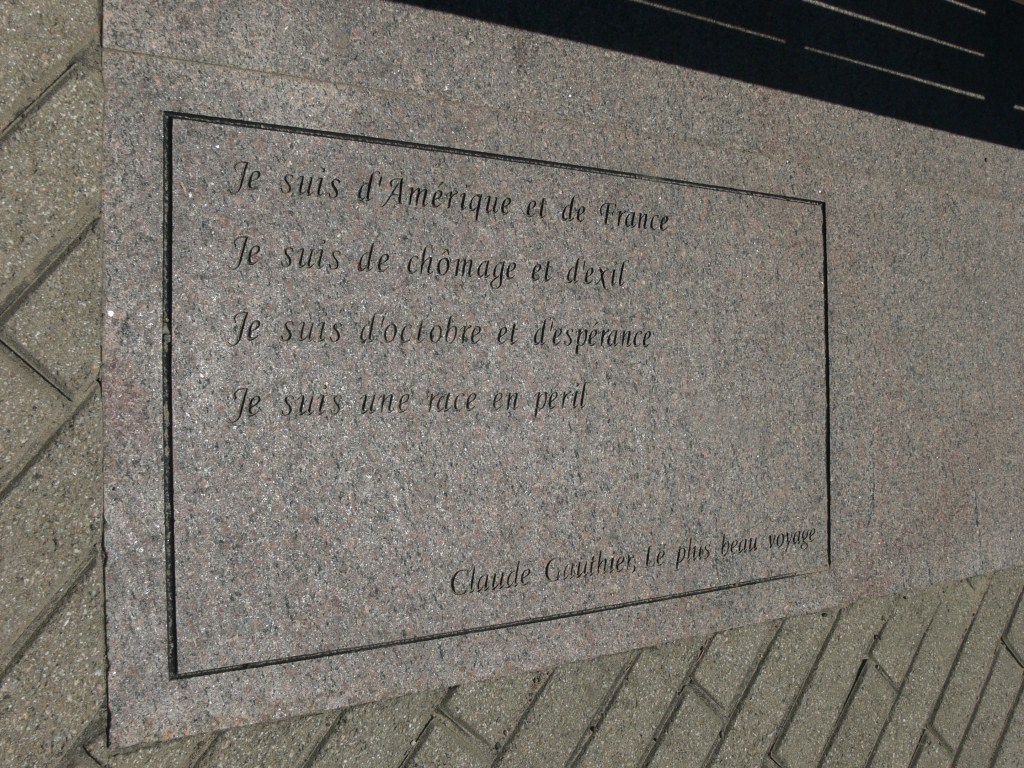 Je suis d'Amérique et de France
Je suis de chômage et d'exil
Je suis d'octobre et d'espérance
Je suis une race en peril
Claude Gauthier, Le plus beau voyage